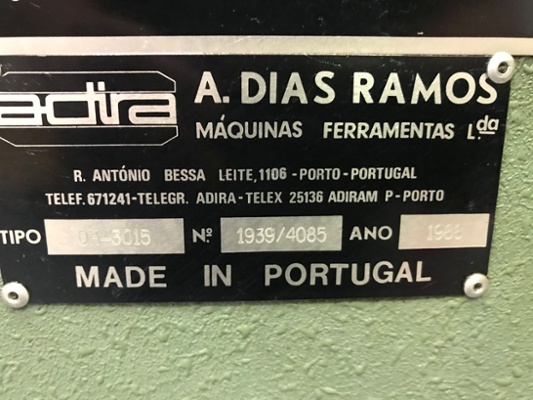 adira
A. DIAS RAMOS
MÁQUINAS FERRAMENTAS L.da
R. ANTÓNIO BESSA LEITE, 1106 - PORTO - PORTUGAL
TELEF. 671241 - TELEGR. ADIRA - TELEX 25136 ADIRAM P - PORTO
TIPO Nº 1939/4085 ANO
MADE IN PORTUGAL